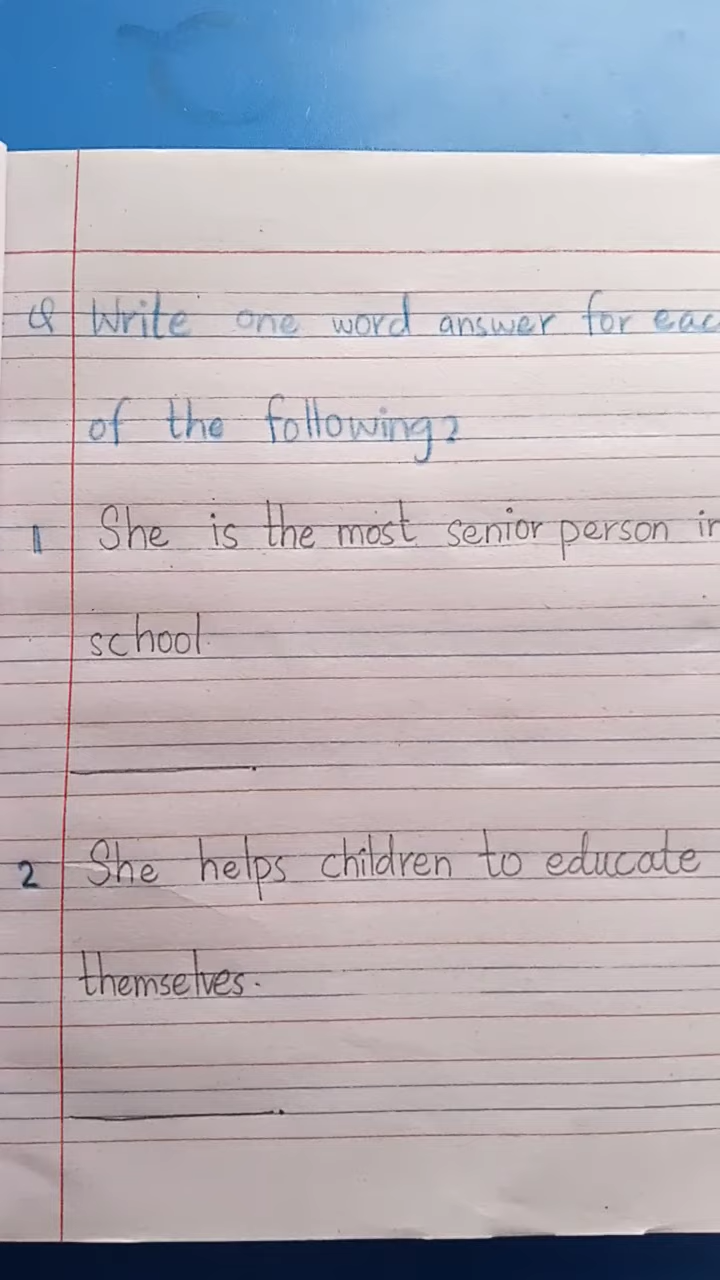 Q Write one word answer for eac
of the following?
1 She is the most senior person in
school.
2 She helps children to educate
themselves.